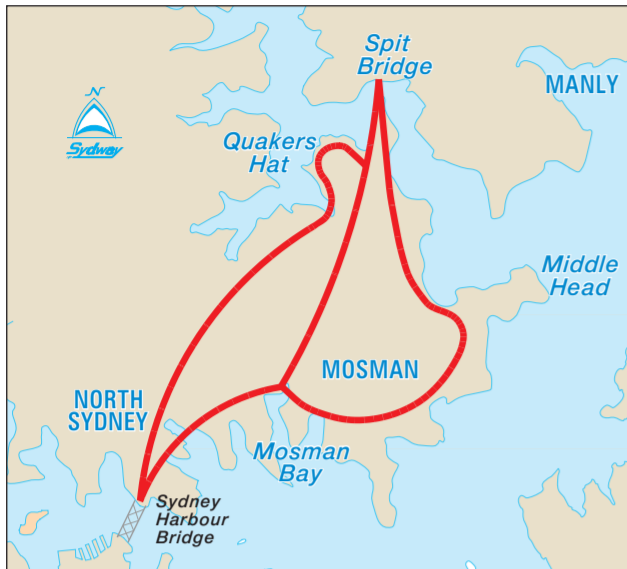 Spit
Bridge
MANLY
N
Sydway
Quakers
Hat
Middle
Head
MOSMAN
NORTH
SYDNEY
Mosman
Bay
Sydney
Harbour
Bridge